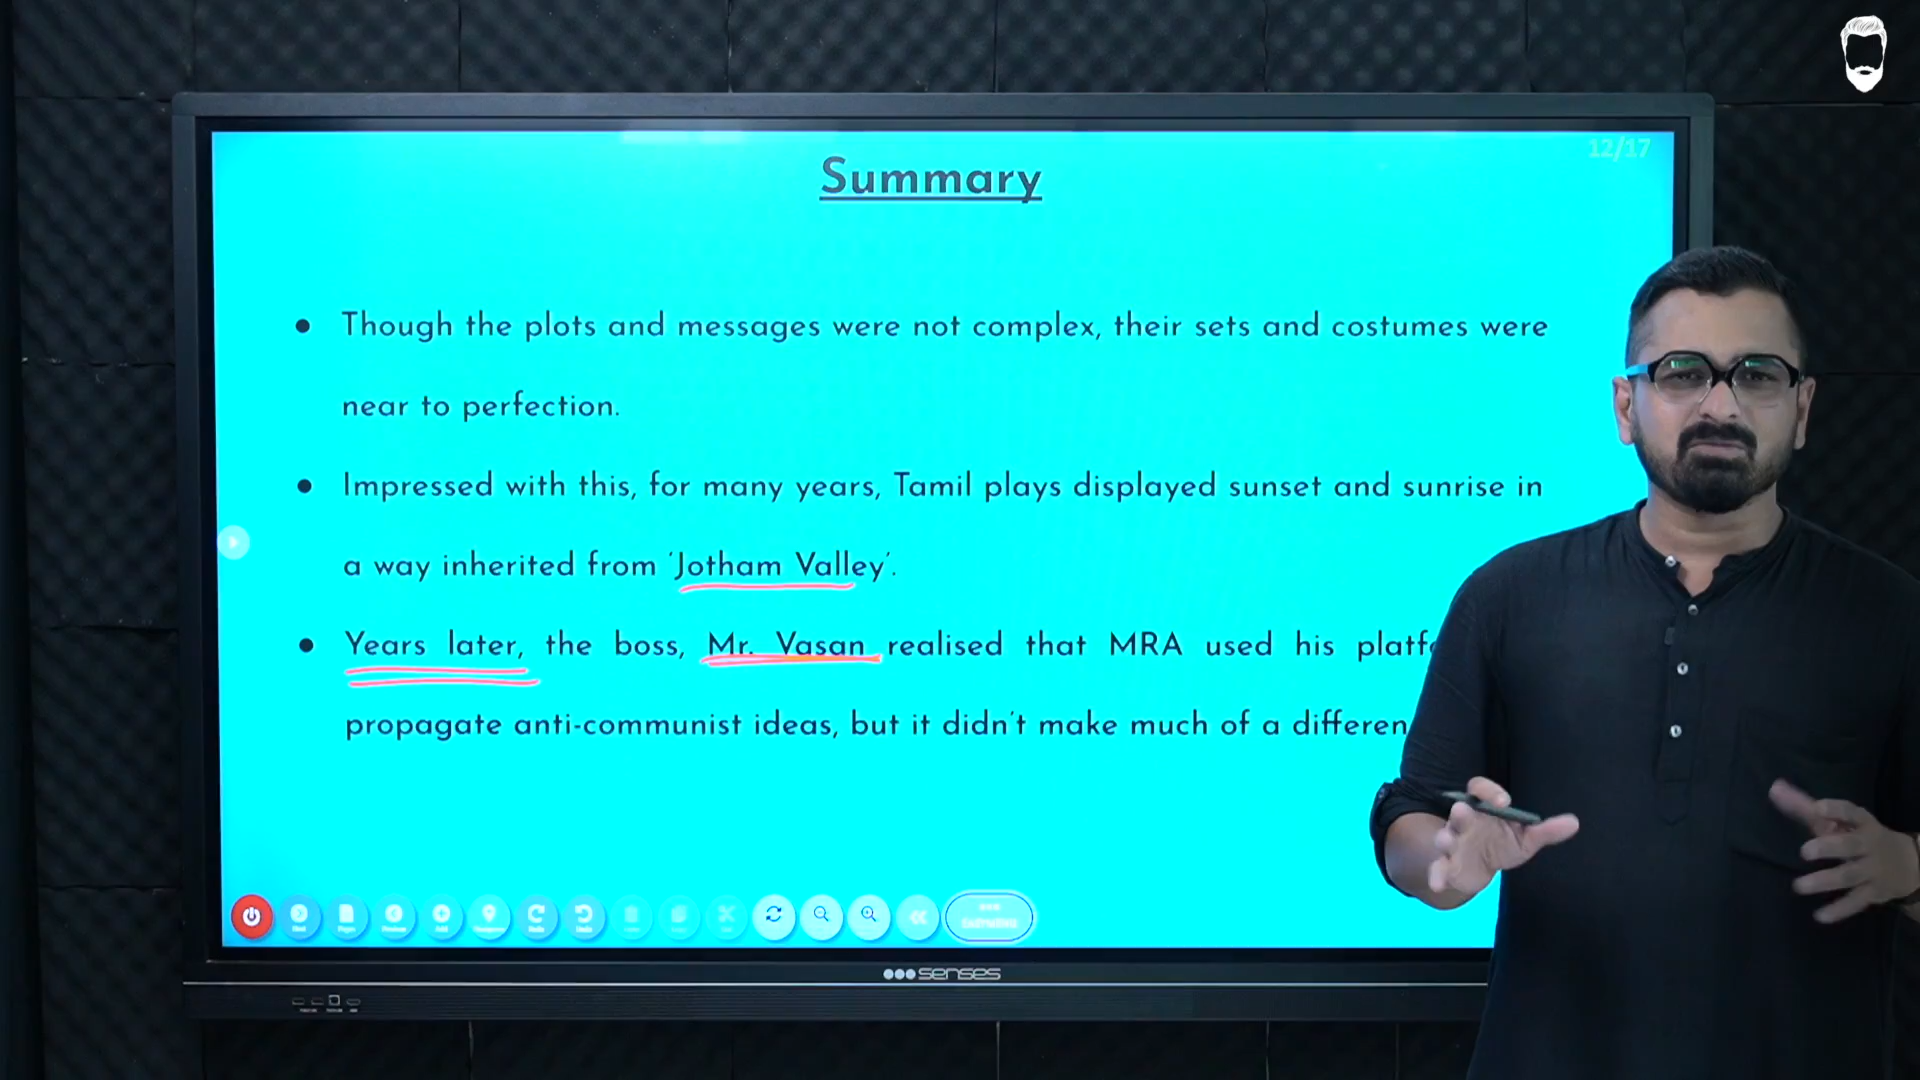 12/17
Summary
● Though the plots and messages were not complex, their sets and costumes were
near to perfection.
● Impressed with this, for many years, Tamil plays displayed sunset and sunrise in
a way inherited from ‘Jotham Valley’.
● Years later, the boss, Mr. Vasan realised that MRA used his
propagate anti-communist ideas, but it didn’t make much of a
senses